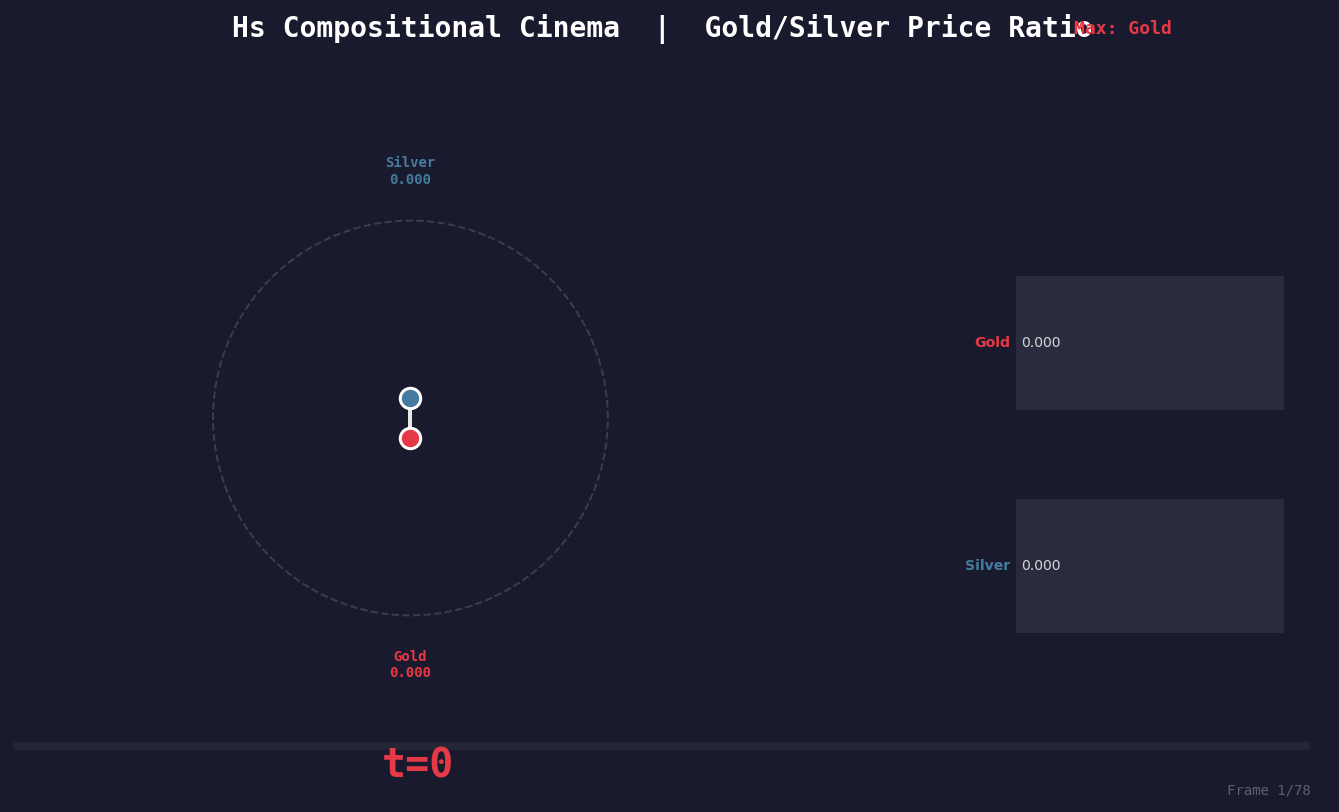 Hs Compositional Cinema  |  Gold/Silver Price Ratio
Max: Gold
Silver
0.000
Gold 0.000
Silver 0.000
Gold
0.000
t=0
Frame 1/78